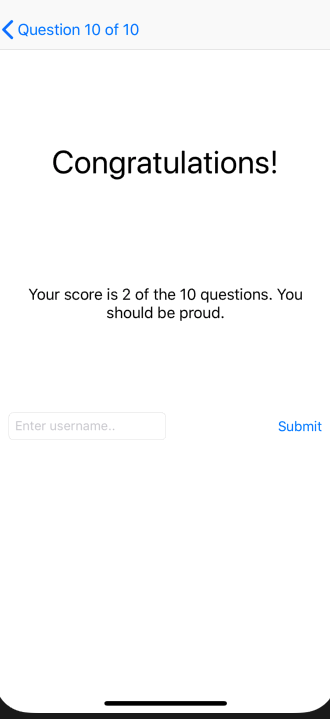 Question 10 of 10
Congratulations!
Your score is 2 of the 10 questions. You
should be proud.
Enter username..
Submit